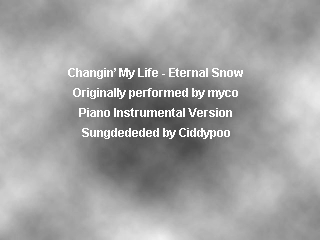 Changin' My Life - Eternal Snow
Originally performed by myco
Piano Instrumental Version
Sungdededed by Ciddypoo